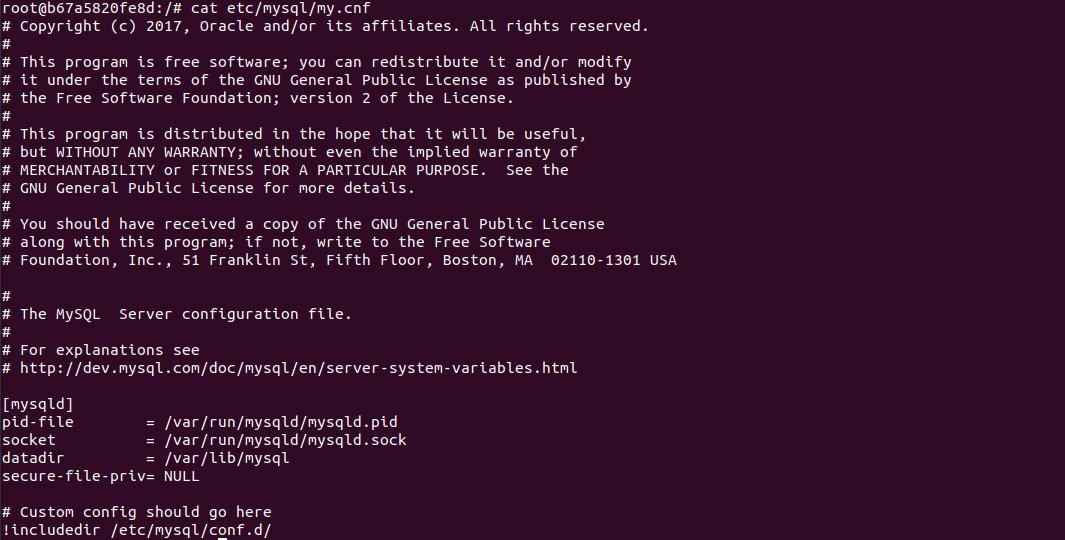 root@b67a5820fe8d:/# cat etc/mysql/my.cnf
# Copyright (c) 2017, Oracle and/or its affiliates. All rights reserved.
#
# This program is free software; you can redistribute it and/or modify
# it under the terms of the GNU General Public License as published by
# the Free Software Foundation; version 2 of the License.
#
# This program is distributed in the hope that it will be useful,
# but WITHOUT ANY WARRANTY; without even the implied warranty of
# MERCHANTABILITY or FITNESS FOR A PARTICULAR PURPOSE.  See the
# GNU General Public License for more details.
#
# You should have received a copy of the GNU General Public License
# along with this program; if not, write to the Free Software
# Foundation, Inc., 51 Franklin St, Fifth Floor, Boston, MA  02110-1301 USA

#
# The MySQL  Server configuration file.
#
# For explanations see
# http://dev.mysql.com/doc/mysql/en/server-system-variables.html

[mysqld]
pid-file        = /var/run/mysqld/mysqld.pid
socket          = /var/run/mysqld/mysqld.sock
datadir         = /var/lib/mysql
secure-file-priv= NULL

# Custom config should go here
!includedir /etc/mysql/conf.d/